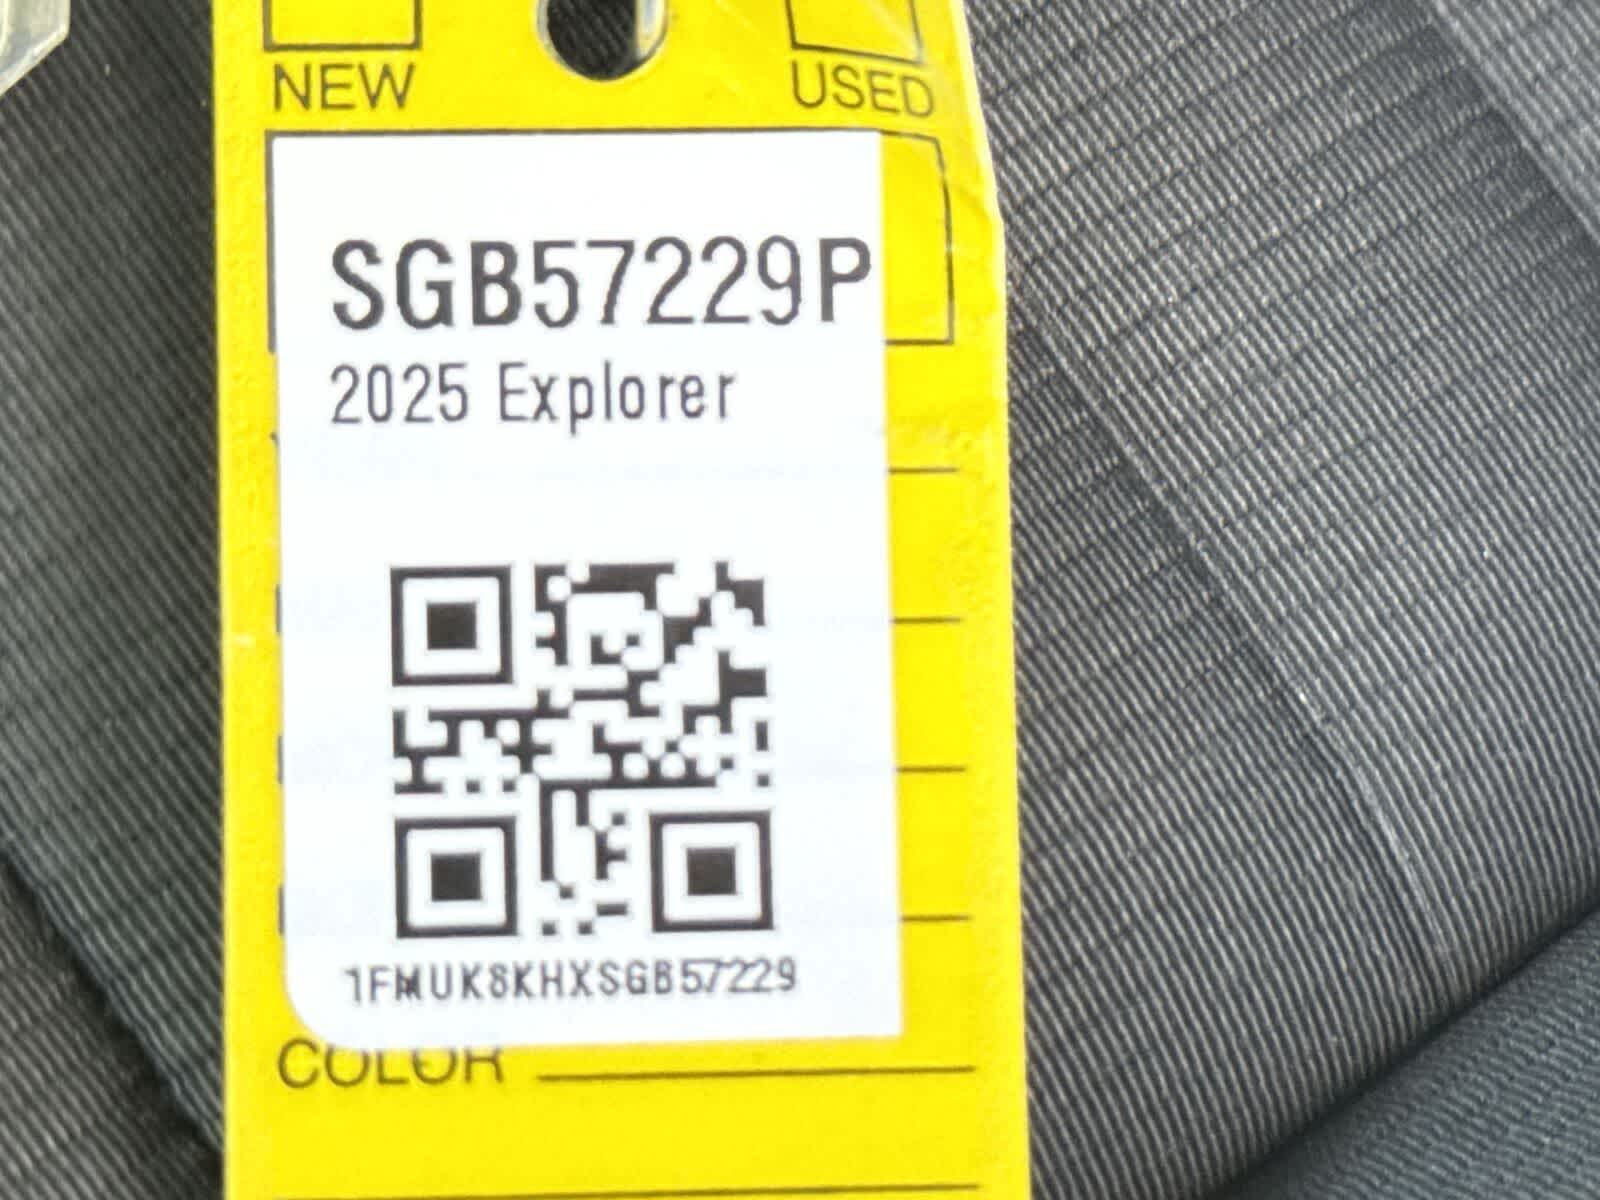 NEW USED
SGB57229P
2025 Explorer
1FMUK8KHXSGB57229
COLOR